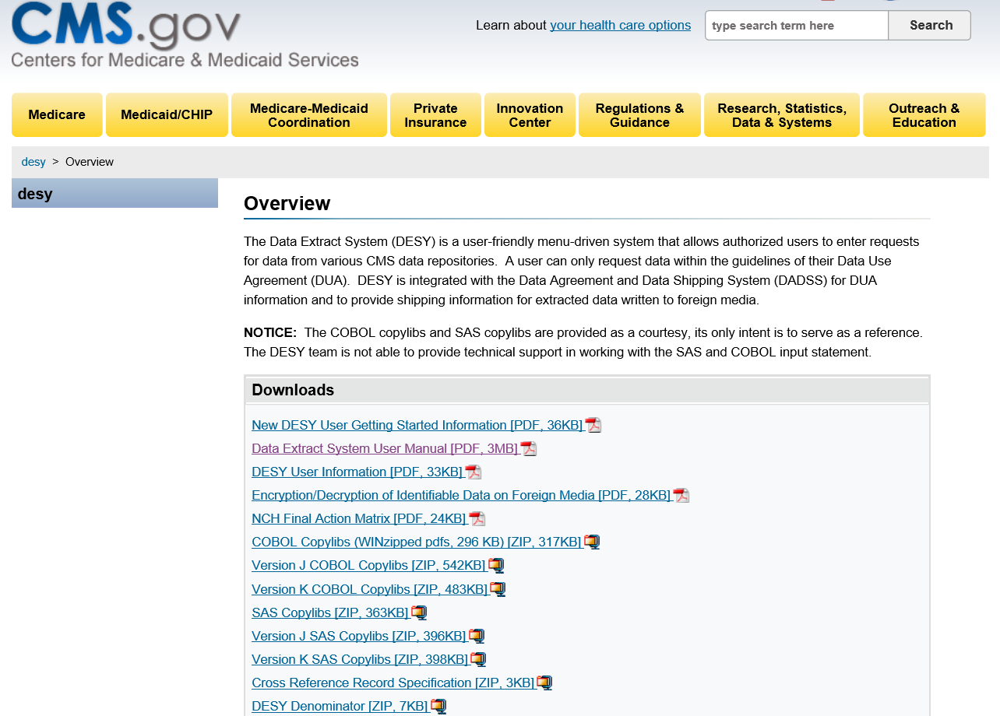 CMS.gov
Centers for Medicare & Medicaid Services
Learn about your health care options
type search term here
Search
Medicare
Medicaid/CHIP
Medicare-Medicaid
Coordination
Private
Insurance
Innovation
Center
Regulations &
Guidance
Research, Statistics,
Data & Systems
Outreach &
Education
desy > Overview
desy
Overview
The Data Extract System (DESY) is a user-friendly menu-driven system that allows authorized users to enter requests
for data from various CMS data repositories.  A user can only request data within the guidelines of their Data Use
Agreement (DUA).  DESY is integrated with the Data Agreement and Data Shipping System (DADSS) for DUA
information and to provide shipping information for extracted data written to foreign media.
NOTICE:  The COBOL copylibs and SAS copylibs are provided as a courtesy, its only intent is to serve as a reference.
The DESY team is not able to provide technical support in working with the SAS and COBOL input statement.
Downloads
New DESY User Getting Started Information [PDF, 36KB]
Data Extract System User Manual [PDF, 3MB]
DESY User Information [PDF, 33KB]
Encryption/Decryption of Identifiable Data on Foreign Media [PDF, 28KB]
NCH Final Action Matrix [PDF, 24KB]
COBOL Copylibs (WINzipped pdfs, 296 KB) [ZIP, 317KB]
Version J COBOL Copylibs [ZIP, 542KB]
Version K COBOL Copylibs [ZIP, 483KB]
SAS Copylibs [ZIP, 363KB]
Version J SAS Copylibs [ZIP, 396KB]
Version K SAS Copylibs [ZIP, 398KB]
Cross Reference Record Specification [ZIP, 3KB]
DESY Denominator [ZIP, 7KB]